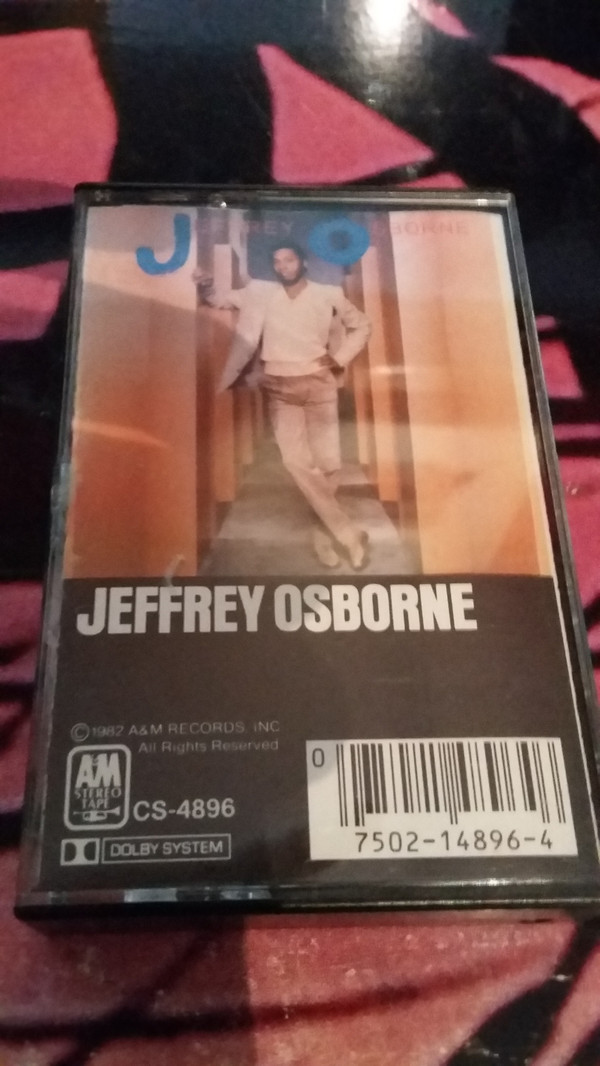 JEFFREY OSBORNE
JEFFREY OSBORNE
©1982 A&M RECORDS, INC
All Rights Reserved
A&M
STEREO
TAPE
CS-4896
DOLBY SYSTEM
0
7502-14896-4